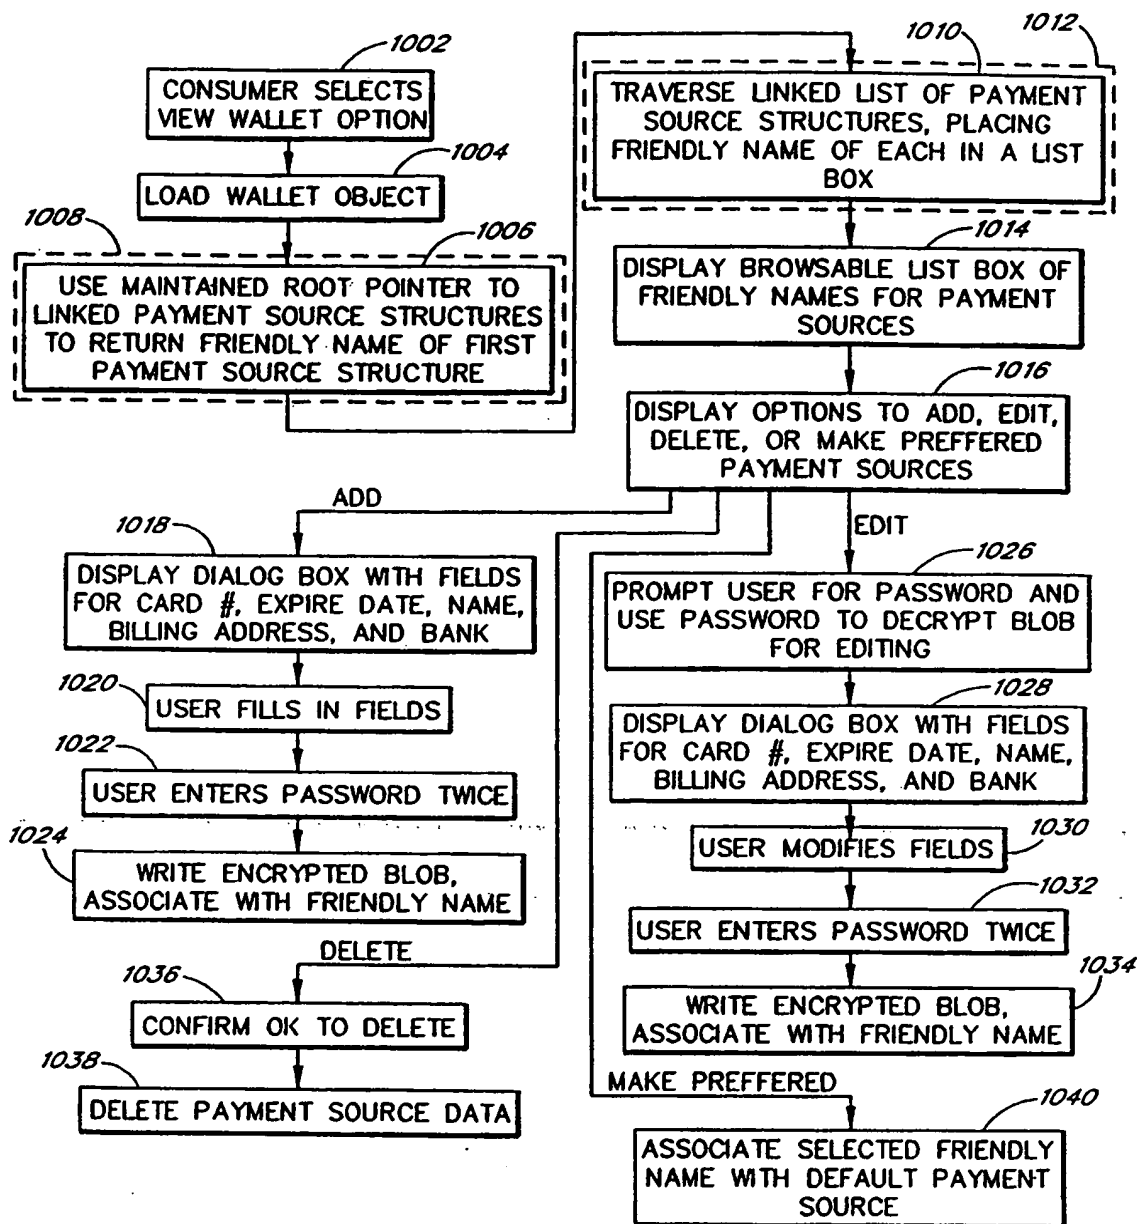 1002
CONSUMER SELECTS
VIEW WALLET OPTION
1004
LOAD WALLET OBJECT
1008
1006
USE MAINTAINED ROOT POINTER TO
LINKED PAYMENT SOURCE STRUCTURES
TO RETURN FRIENDLY NAME OF FIRST
PAYMENT SOURCE STRUCTURE
1010
1012
TRAVERSE LINKED LIST OF PAYMENT
SOURCE STRUCTURES, PLACING
FRIENDLY NAME OF EACH IN A LIST
BOX
1014
DISPLAY BROWSABLE LIST BOX OF
FRIENDLY NAMES FOR PAYMENT
SOURCES
1016
DISPLAY OPTIONS TO ADD, EDIT,
DELETE, OR MAKE PREFFERED
PAYMENT SOURCES
ADD
1018
DISPLAY DIALOG BOX WITH FIELDS
FOR CARD #, EXPIRE DATE, NAME,
BILLING ADDRESS, AND BANK
1020
USER FILLS IN FIELDS
1022
USER ENTERS PASSWORD TWICE
1024
WRITE ENCRYPTED BLOB,
ASSOCIATE WITH FRIENDLY NAME
DELETE
1036
CONFIRM OK TO DELETE
1038
DELETE PAYMENT SOURCE DATA
EDIT
1026
PROMPT USER FOR PASSWORD AND
USE PASSWORD TO DECRYPT BLOB
FOR EDITING
1028
DISPLAY DIALOG BOX WITH FIELDS
FOR CARD #, EXPIRE DATE, NAME,
BILLING ADDRESS, AND BANK
1030
USER MODIFIES FIELDS
1032
USER ENTERS PASSWORD TWICE
1034
WRITE ENCRYPTED BLOB,
ASSOCIATE WITH FRIENDLY NAME
MAKE PREFFERED
1040
ASSOCIATE SELECTED FRIENDLY
NAME WITH DEFAULT PAYMENT
SOURCE